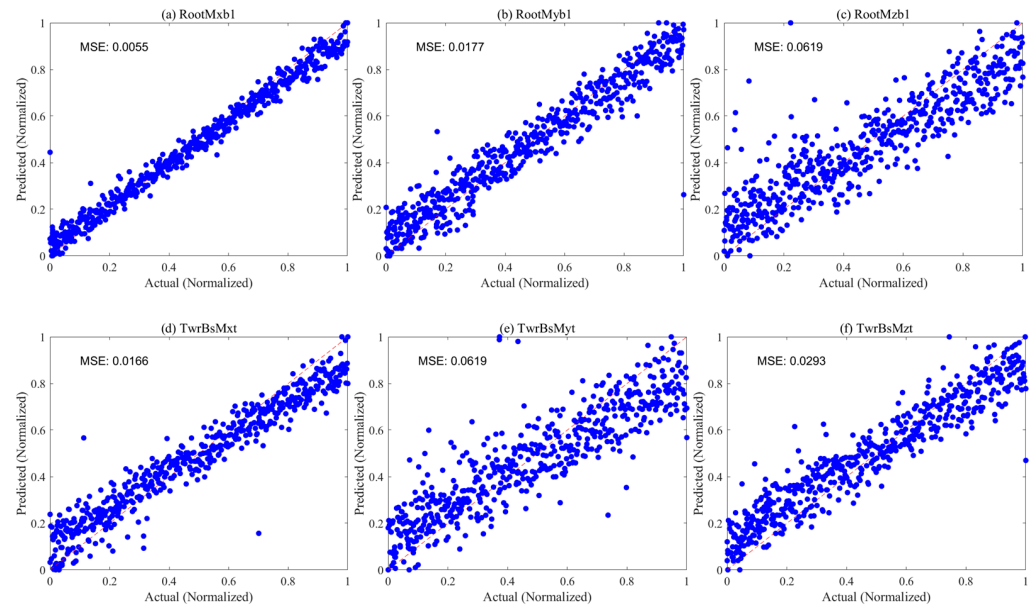 (a) RootMxb1
(b) RootMyb1
(c) RootMzb1
MSE: 0.0055
MSE: 0.0177
MSE: 0.0619
Predicted (Normalized)
Predicted (Normalized)
Predicted (Normalized)
1
0.8
0.6
0.4
0.2
0
1
0.8
0.6
0.4
0.2
0
1
0.8
0.6
0.4
0.2
0
0 0.2 0.4 0.6 0.8 1
0 0.2 0.4 0.6 0.8 1
0 0.2 0.4 0.6 0.8 1
Actual (Normalized)
Actual (Normalized)
Actual (Normalized)
(d) TwrBsMxt
(e) TwrBsMyt
(f) TwrBsMzt
MSE: 0.0166
MSE: 0.0619
MSE: 0.0293
Predicted (Normalized)
Predicted (Normalized)
Predicted (Normalized)
1
0.8
0.6
0.4
0.2
0
1
0.8
0.6
0.4
0.2
0
1
0.8
0.6
0.4
0.2
0
0 0.2 0.4 0.6 0.8 1
0 0.2 0.4 0.6 0.8 1
0 0.2 0.4 0.6 0.8 1
Actual (Normalized)
Actual (Normalized)
Actual (Normalized)